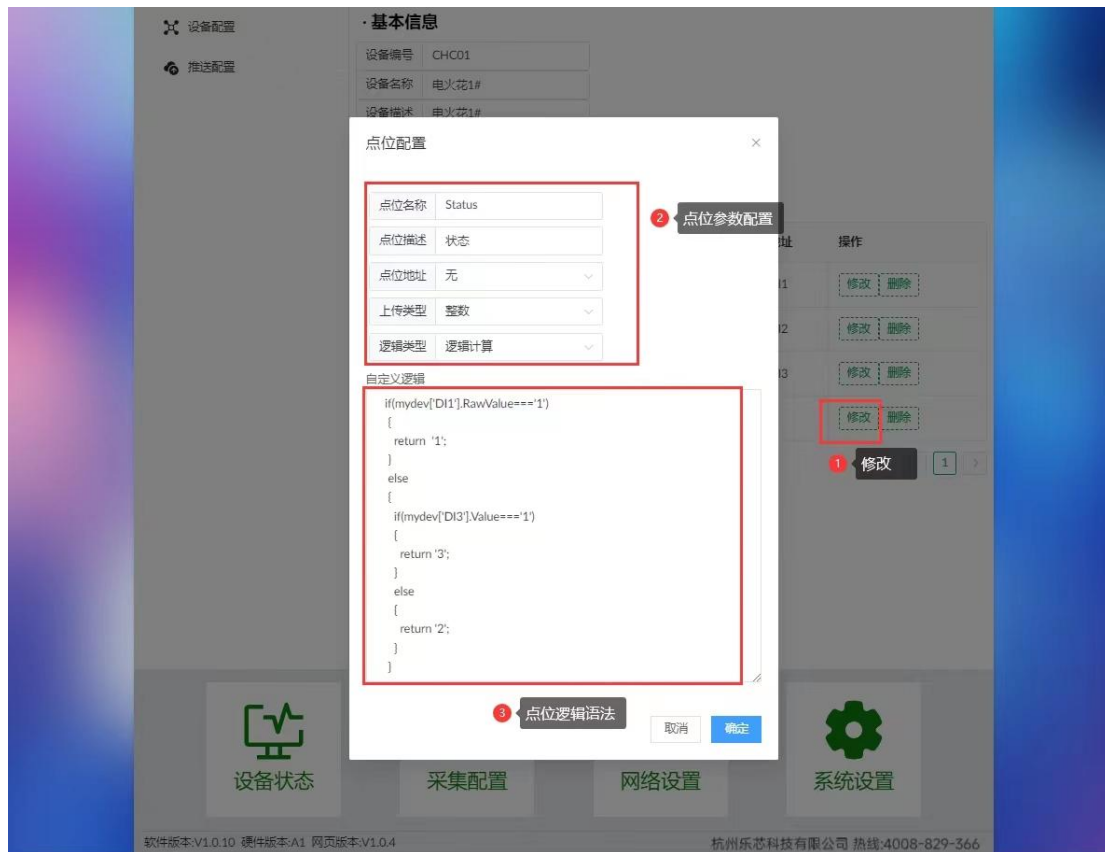 设备配置
推送配置
·基本信息
设备编号 CHC01
设备名称 电火花1#
设备描述 电火花1#
点位配置
点位名称 Status
点位描述 状态
点位地址 无
上传类型 整数
逻辑类型 逻辑计算
2 点位参数配置
址 操作
I1 修改 删除
I2 修改 删除
I3 修改 删除
修改 删除
1 修改
1
自定义逻辑
if(mydev['DI1'].RawValue==='1')
{
return '1';
}
else
{
if(mydev['DI3'].Value==='1')
{
return '3';
}
else
{
return '2';
}
}
3 点位逻辑语法
取消 确定
设备状态 采集配置 网络设置 系统设置
软件版本:V1.0.10 硬件版本:A1 网页版本:V1.0.4
杭州乐芯科技有限公司 热线:4008-829-366